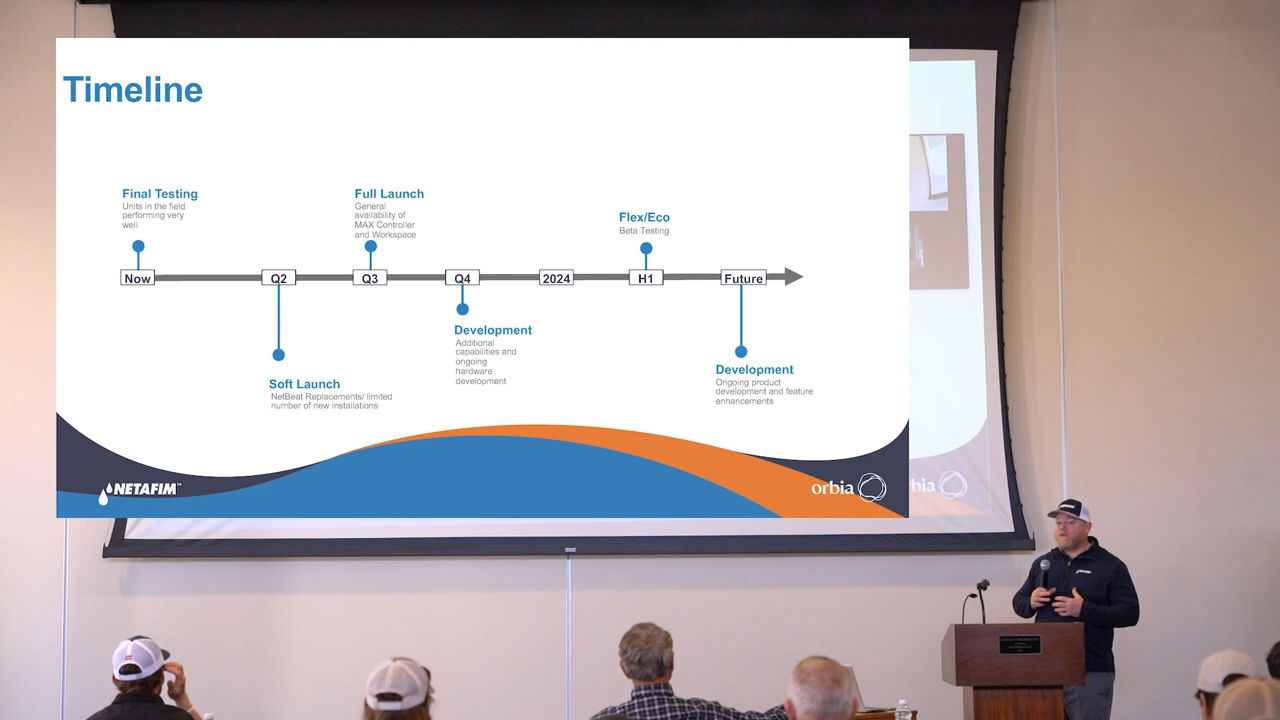 Timeline
Final Testing
Units in the field
performing very
well
Full Launch
General
availability of
MAX Controller
and Workspace
Flex/Eco
Beta Testing
Now
Q2
Q3
Q4
2024
H1
Future
Development
Additional
capabilities and
ongoing
hardware
development
Soft Launch
NetBeat Replacements/ limited
number of new installations
Development
Ongoing product
development and feature
enhancements
NETAFIM™
orbia
bia